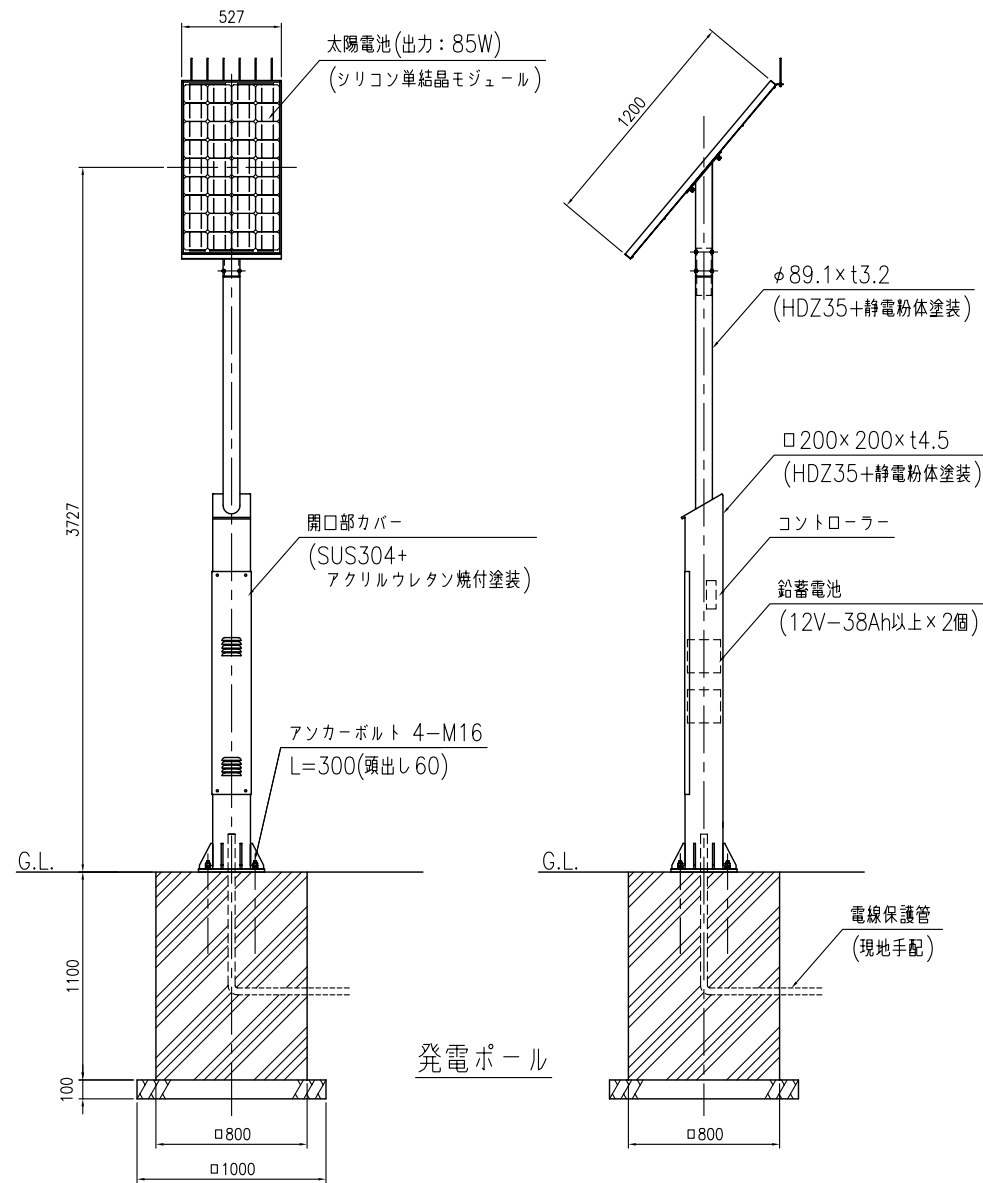 527
太陽電池(出力：85W)
(シリコン単結晶モジュール)
3727
開口部カバー
(SUS304+
アクリルウレタン焼付塗装)
アンカーボルト 4-M16
L=300(頭出し60)
G.L.
1100
100
□800
□1000
発電ポール
1200
φ89.1×t3.2
(HDZ35+静電粉体塗装)
□200×200×t4.5
(HDZ35+静電粉体塗装)
コントローラー
鉛蓄電池
(12V-38Ah以上×2個)
G.L.
電線保護管
(現地手配)
□800